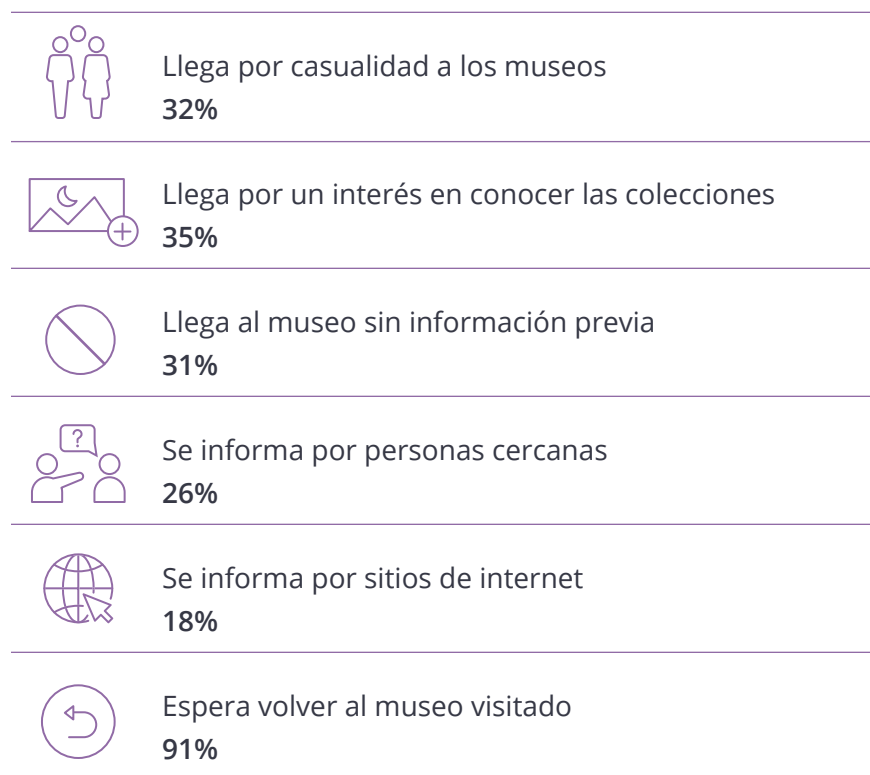 Llega por casualidad a los museos
32%
Llega por un interés en conocer las colecciones
35%
Llega al museo sin información previa
31%
?
Se informa por personas cercanas
26%
Se informa por sitios de internet
18%
Espera volver al museo visitado
91%